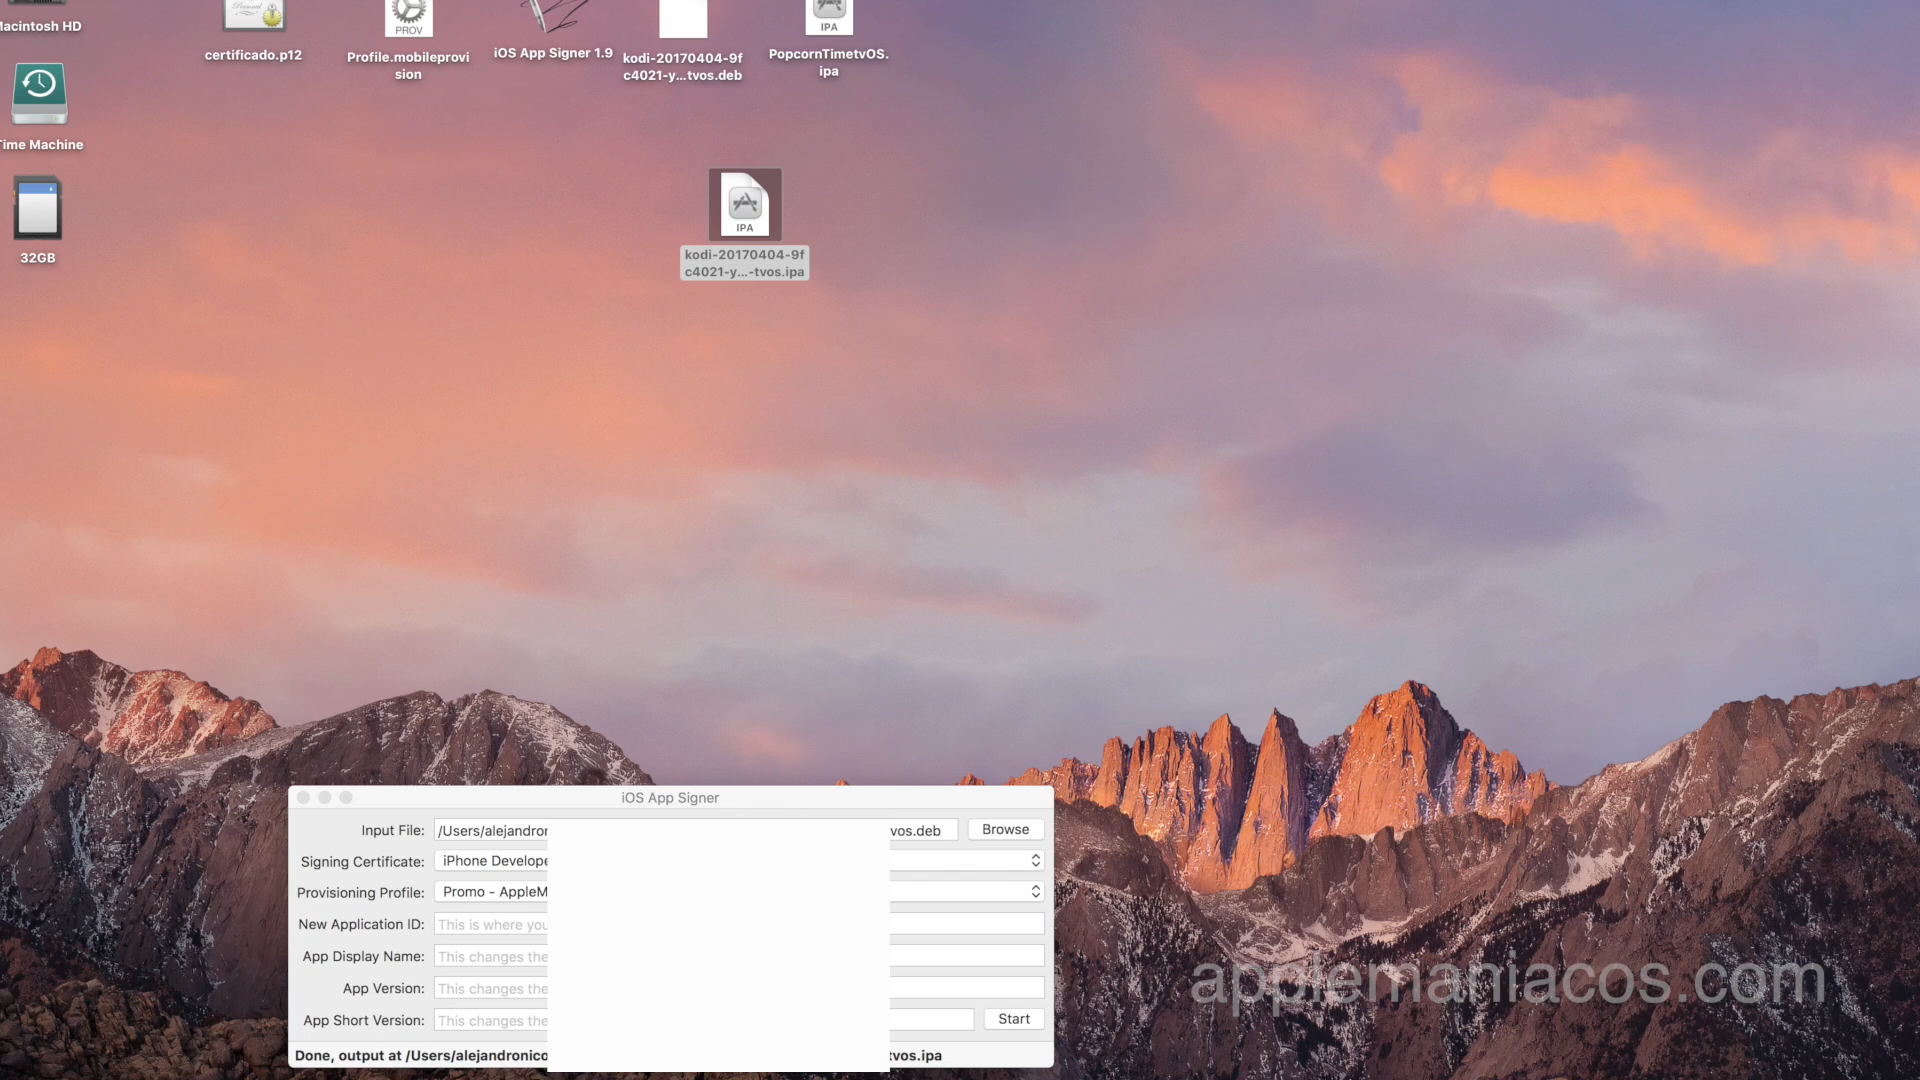 Macintosh HD
certificado.p12
PROV
Profile.mobileprovi
sion
iOS App Signer 1.9
kodi-20170404-9f
c4021-y...tvos.deb
IPA
PopcornTimetvOS.
ipa
Time Machine
32GB
IPA
kodi-20170404-9f
c4021-y...-tvos.ipa
iOS App Signer
Input File: /Users/alejandror vos.deb Browse
Signing Certificate: iPhone Develope
Provisioning Profile: Promo - AppleM
New Application ID: This is where you
App Display Name: This changes the
App Version: This changes the
App Short Version: This changes the Start
Done, output at /Users/alejandronico tvos.ipa
applemaniacos.com